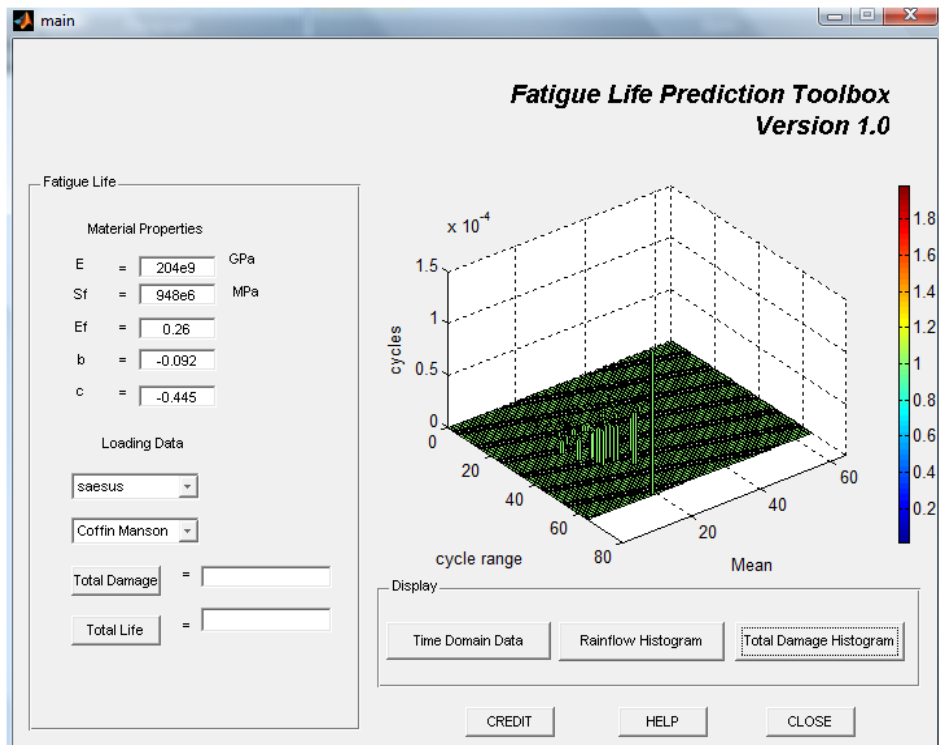 main
Fatigue Life Prediction Toolbox
Version 1.0
Fatigue Life
Material Properties
E = 204e9 GPa
Sf = 948e6 MPa
Ef = 0.26
b = -0.092
c = -0.445
Loading Data
saesus
Coffin Manson
Total Damage =
Total Life =
x 10-4
1.5
1
0.5
0
cycles
0
20
40
60
80
cycle range
20
40
60
Mean
1.8
1.6
1.4
1.2
1
0.8
0.6
0.4
0.2
Display
Time Domain Data
Rainflow Histogram
Total Damage Histogram
CREDIT
HELP
CLOSE